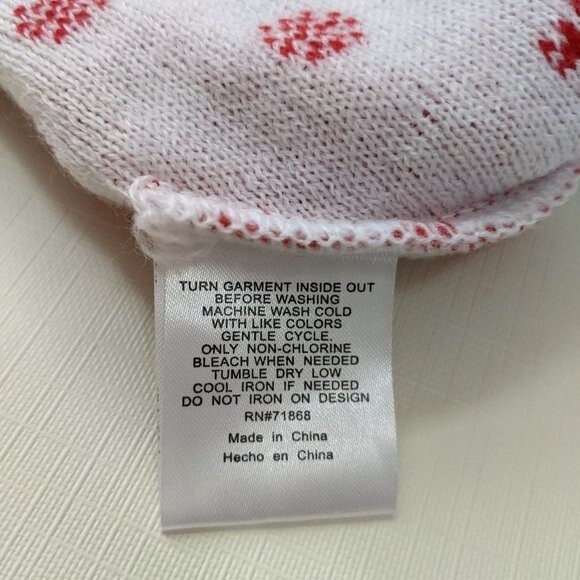 TURN GARMENT INSIDE OUT
BEFORE WASHING
MACHINE WASH COLD
WITH LIKE COLORS
GENTLE CYCLE.
ONLY NON-CHLORINE
BLEACH WHEN NEEDED
TUMBLE DRY LOW
COOL IRON IF NEEDED
DO NOT IRON ON DESIGN
RN#71868
Made in China
Hecho en China